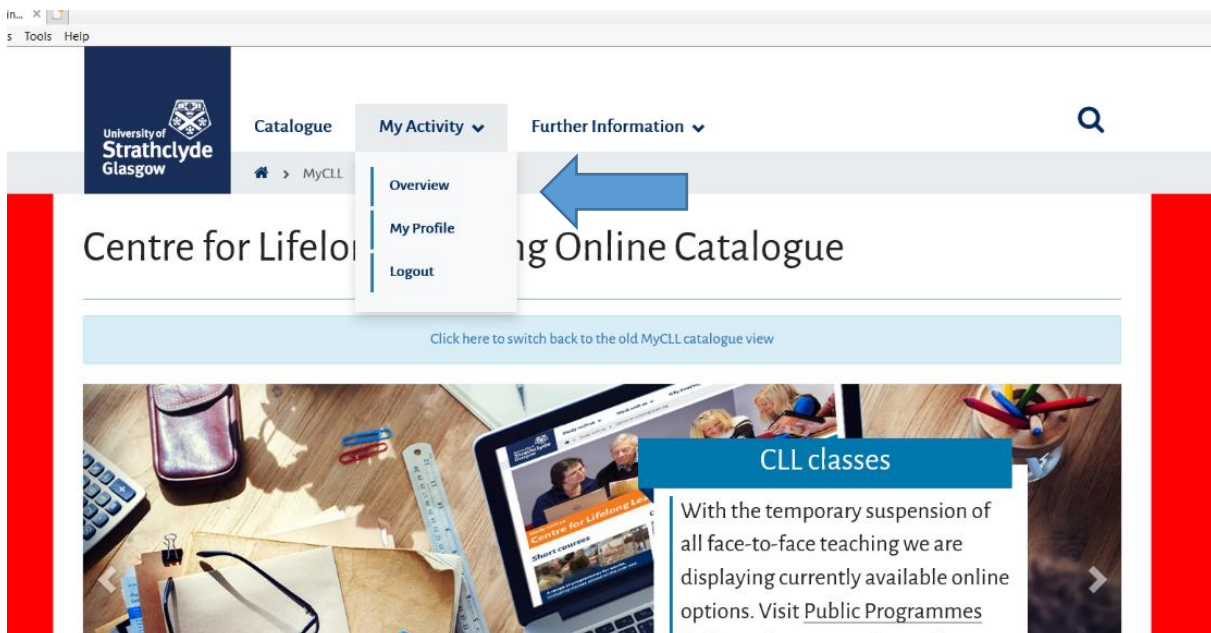 in...
s Tools Help
University of
Strathclyde
Glasgow
Catalogue My Activity Further Information
MyCLL
Overview
My Profile
Logout
Centre for Lifelo ng Online Catalogue
Click here to switch back to the old MyCLL catalogue view
Centre for Lifelong Lea
Short courses
CLL classes
With the temporary suspension of
all face-to-face teaching we are
displaying currently available online
options. Visit Public Programmes